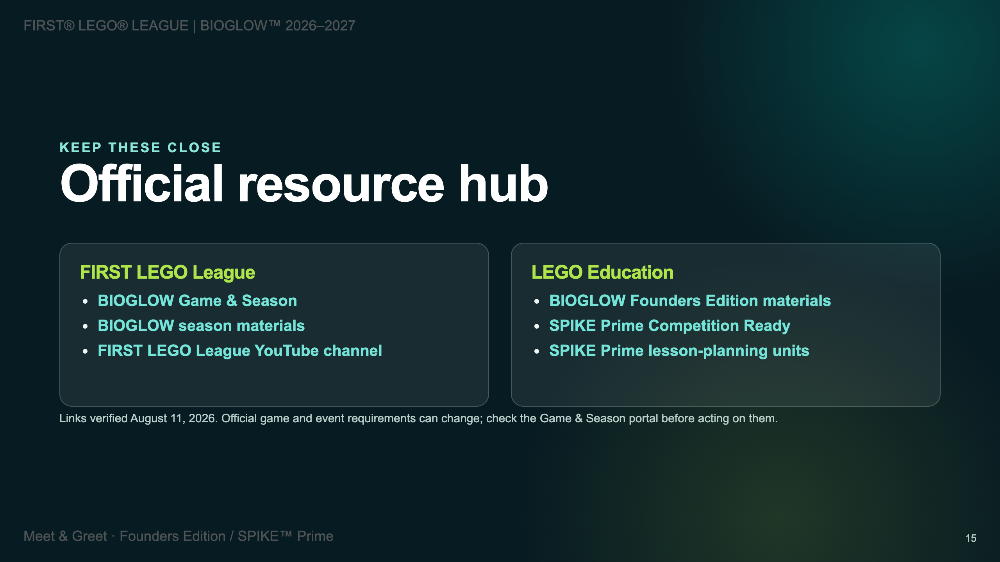 FIRST® LEGO® LEAGUE | BIOGLOW™ 2026–2027
KEEP THESE CLOSE
Official resource hub
FIRST LEGO League
• BIOGLOW Game & Season
• BIOGLOW season materials
• FIRST LEGO League YouTube channel
LEGO Education
• BIOGLOW Founders Edition materials
• SPIKE Prime Competition Ready
• SPIKE Prime lesson-planning units
Links verified August 11, 2026. Official game and event requirements can change; check the Game & Season portal before acting on them.
Meet & Greet · Founders Edition / SPIKE™ Prime
15